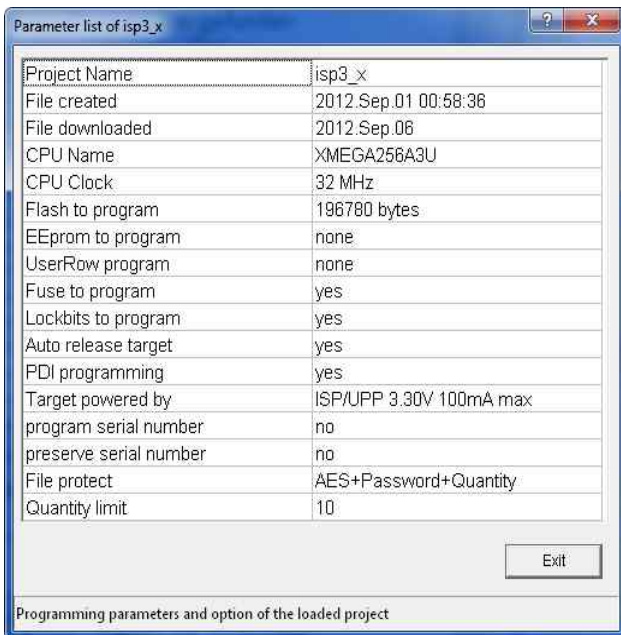 Parameter list of isp3_x
Project Name isp3_x
File created 2012.Sep.01 00:58:36
File downloaded 2012.Sep.06
CPU Name XMEGA256A3U
CPU Clock 32 MHz
Flash to program 196780 bytes
EEprom to program none
UserRow program none
Fuse to program yes
Lockbits to program yes
Auto release target yes
PDI programming yes
Target powered by ISP/UPP 3.30V 100mA max
program serial number no
preserve serial number no
File protect AES+Password+Quantity
Quantity limit 10
Exit
Programming parameters and option of the loaded project